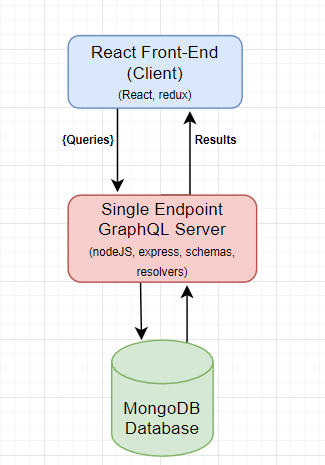 React Front-End
(Client)
(React, redux)
{Queries}
Results
Single Endpoint
GraphQL Server
(nodeJS, express, schemas,
resolvers)
MongoDB
Database